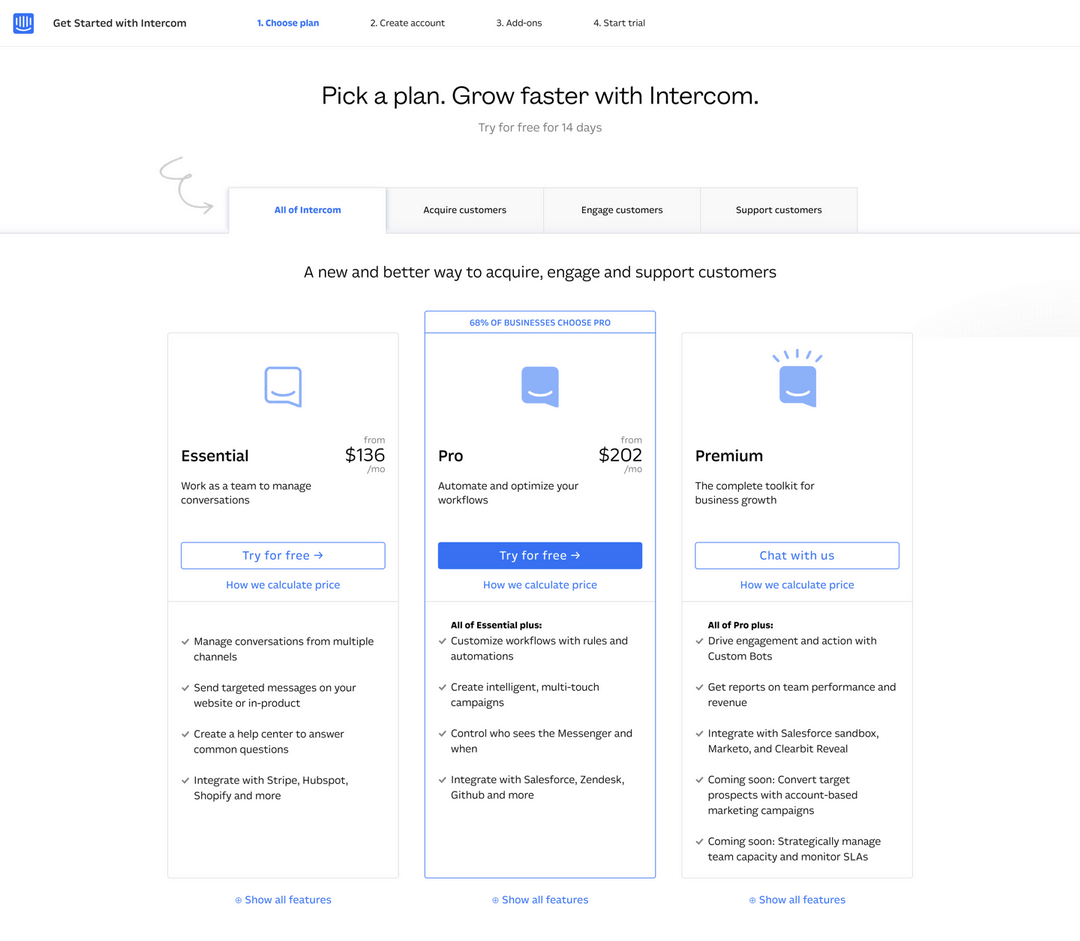 Get Started with Intercom
1. Choose plan
2. Create account
3. Add-ons
4. Start trial
Pick a plan. Grow faster with Intercom.
Try for free for 14 days
All of Intercom
Acquire customers
Engage customers
Support customers
A new and better way to acquire, engage and support customers
Essential
from
$136
/mo
Work as a team to manage
conversations
Try for free →
How we calculate price
Manage conversations from multiple
channels
Send targeted messages on your
website or in-product
Create a help center to answer
common questions
Integrate with Stripe, Hubspot,
Shopify and more
Show all features
68% OF BUSINESSES CHOOSE PRO
Pro
from
$202
/mo
Automate and optimize your
workflows
Try for free →
How we calculate price
All of Essential plus:
Customize workflows with rules and
automations
Create intelligent, multi-touch
campaigns
Control who sees the Messenger and
when
Integrate with Salesforce, Zendesk,
Github and more
Show all features
Premium
The complete toolkit for
business growth
Chat with us
How we calculate price
All of Pro plus:
Drive engagement and action with
Custom Bots
Get reports on team performance and
revenue
Integrate with Salesforce sandbox,
Marketo, and Clearbit Reveal
Coming soon: Convert target
prospects with account-based
marketing campaigns
Coming soon: Strategically manage
team capacity and monitor SLAs
Show all features